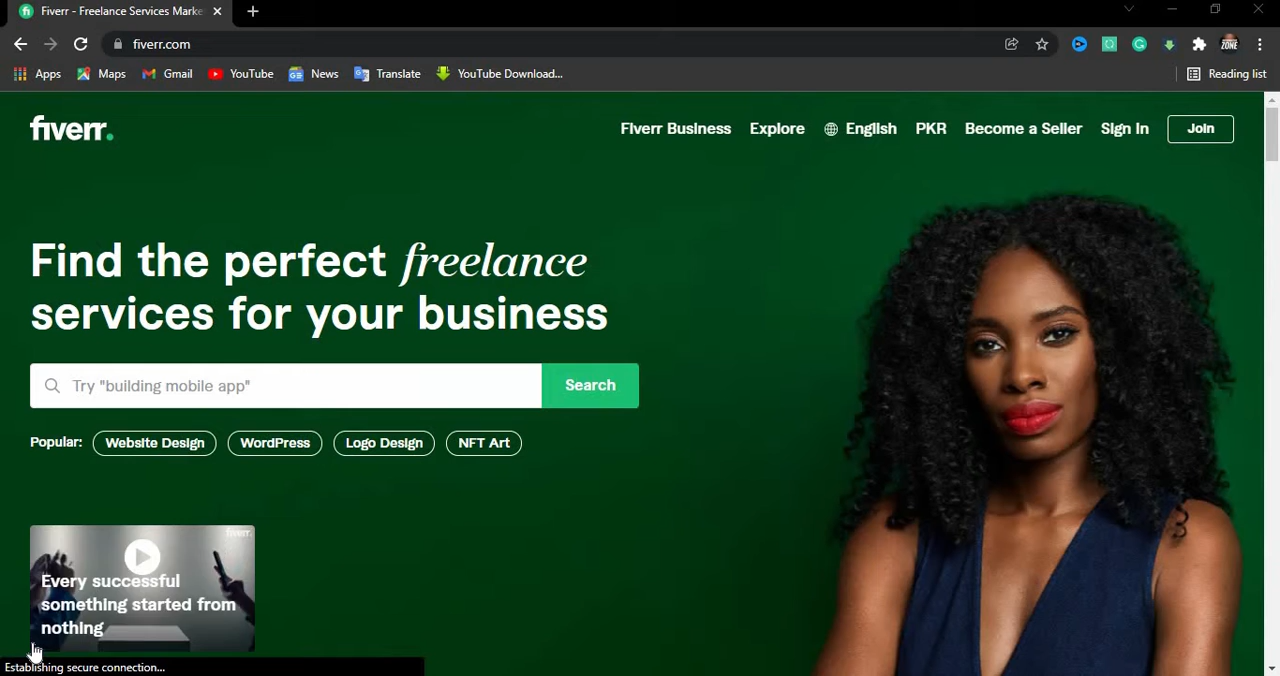 Fiverr - Freelance Services Marke
fiverr.com
ZONE
Apps
Maps
Gmail
YouTube
News
Translate
YouTube Download...
Reading list
fiverr.
Fiverr Business
Explore
English
PKR
Become a Seller
Sign In
Join
Find the perfect freelance
services for your business
Try "building mobile app"
Search
Popular:
Website Design
WordPress
Logo Design
NFT Art
fiverr.
Every successful
something started from
nothing
Establishing secure connection...